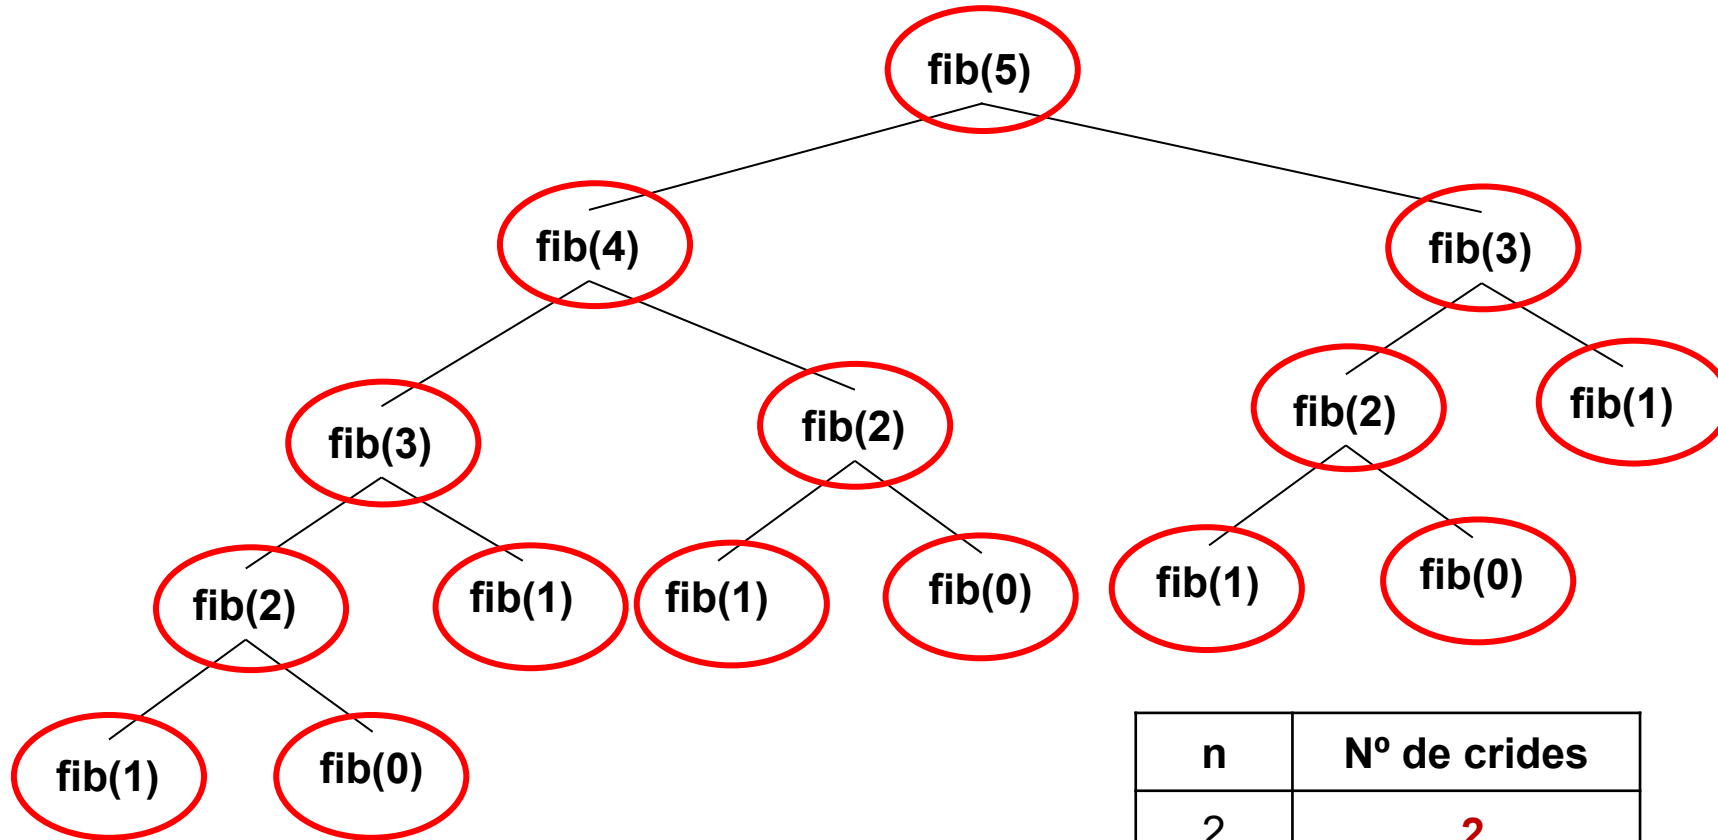 fib(5)
fib(4)
fib(3)
fib(3)
fib(2)
fib(2)
fib(1)
fib(2)
fib(1)
fib(1)
fib(0)
fib(1)
fib(0)
fib(1)
fib(0)
n Nº de crides
2 2